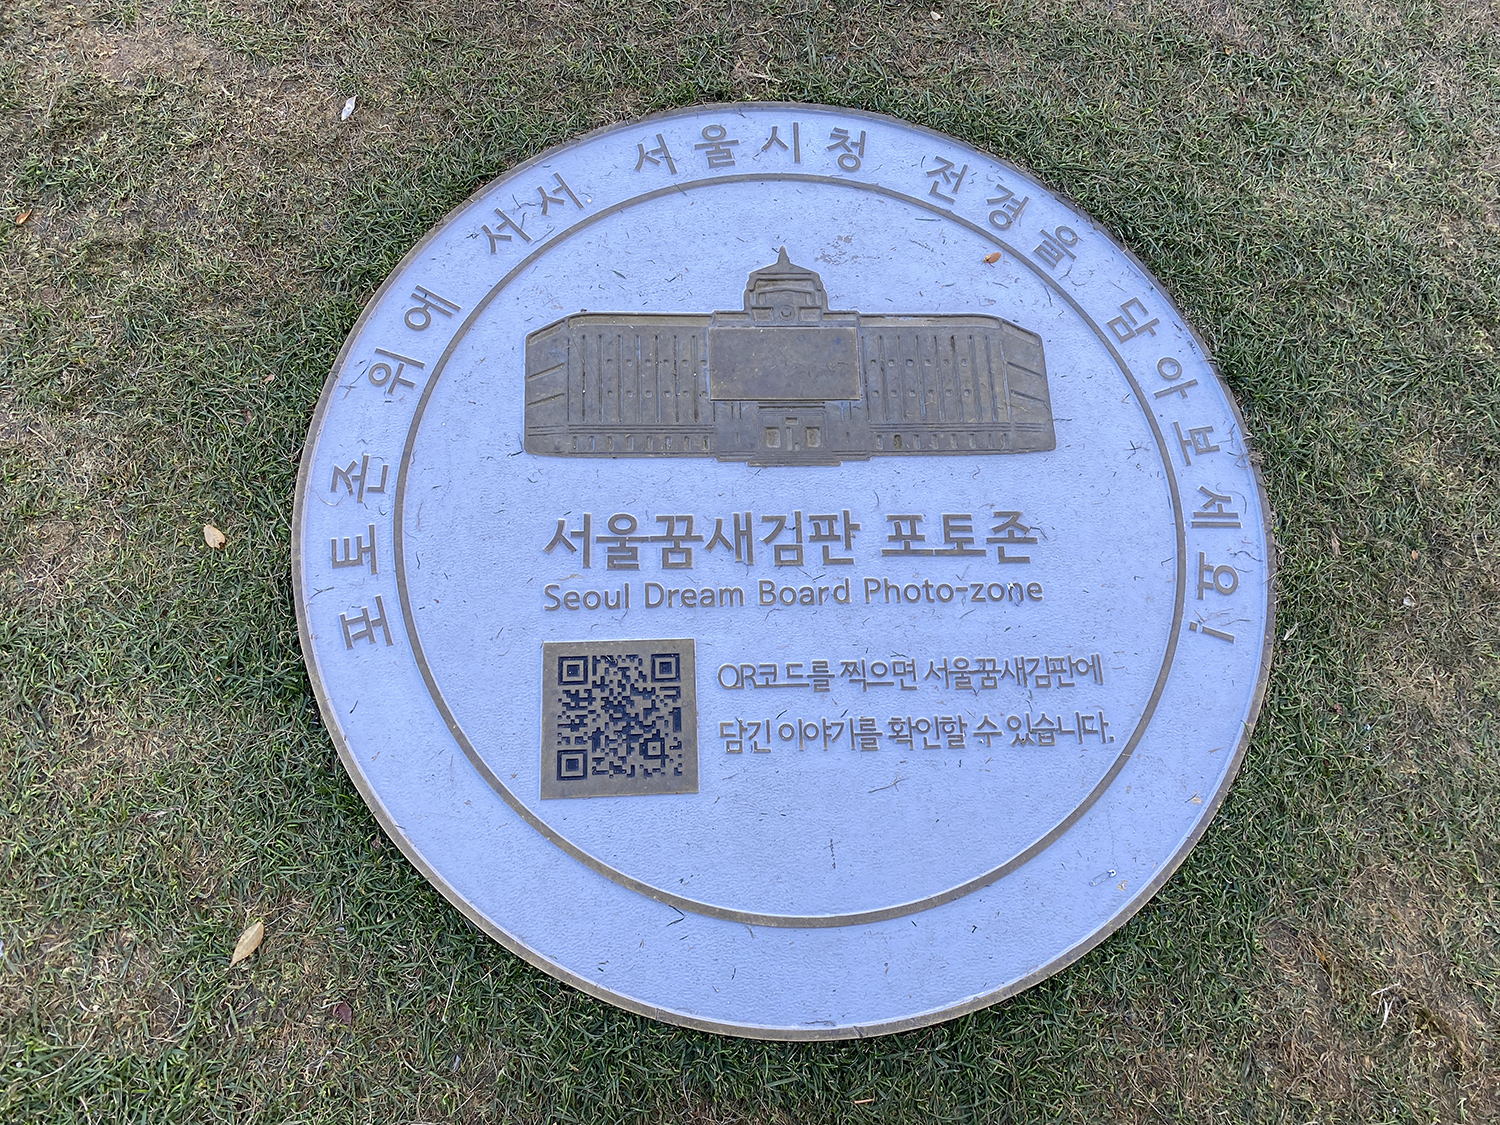 포토존 위에 서서 서울시청 전경을 담아보세요!
서울꿈새김판 포토존
Seoul Dream Board Photo-zone
QR코드를 찍으면 서울꿈새김판에
담긴 이야기를 확인할 수 있습니다.